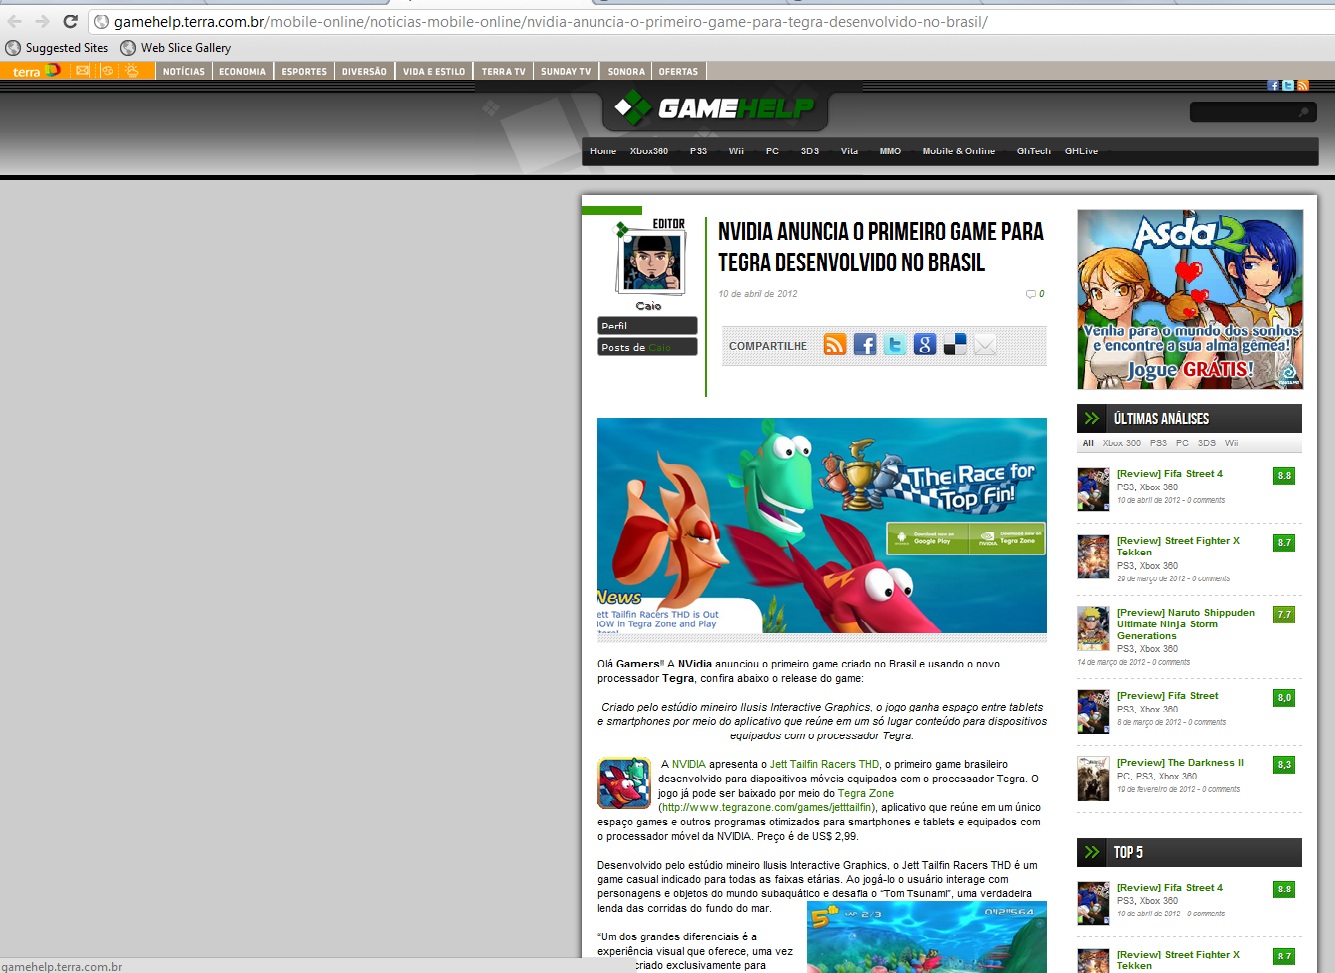 gamehelp.terra.com.br/mobile-online/noticias-mobile-online/nvidia-anuncia-o-primeiro-game-para-tegra-desenvolvido-no-brasil/
Suggested Sites Web Slice Gallery
terra NOTÍCIAS ECONOMIA ESPORTES DIVERSÃO VIDA E ESTILO TERRA TV SUNDAY TV SONORA OFERTAS
GAMEHELP
Home Xbox360 PS3 Wii PC 3DS Vita MMO Mobile & Online GhTech GHLive
EDITOR
Caio
Perfil
Posts de Caio
NVIDIA ANUNCIA O PRIMEIRO GAME PARA
TEGRA DESENVOLVIDO NO BRASIL
10 de abril de 2012 0
COMPARTILHE
The Race for
Top Fin!
Download now on
Google Play
Download now on
Tegra Zone
NVIDIA
News
Jett Tailfin Racers THD is Out
NOW in Tegra Zone and Play
Olá Gamers!! A NVidia anunciou o primeiro game criado no Brasil e usando o novo
processador Tegra, confira abaixo o release do game:
Criado pelo estúdio mineiro Ilusis Interactive Graphics, o jogo ganha espaço entre tablets
e smartphones por meio do aplicativo que reúne em um só lugar conteúdo para dispositivos
equipados com o processador Tegra.
A NVIDIA apresenta o Jett Tailfin Racers THD, o primeiro game brasileiro
desenvolvido para dispositivos móveis equipados com o processador Tegra. O
jogo já pode ser baixado por meio do Tegra Zone
(http://www.tegrazone.com/games/jetttailfin), aplicativo que reúne em um único
espaço games e outros programas otimizados para smartphones e tablets e equipados com
o processador móvel da NVIDIA. Preço é de US$ 2,99.
Desenvolvido pelo estúdio mineiro Ilusis Interactive Graphics, o Jett Tailfin Racers THD é um
game casual indicado para todas as faixas etárias. Ao jogá-lo o usuário interage com
personagens e objetos do mundo subaquático e desafia o “Tom Tsunami”, uma verdadeira
lenda das corridas do fundo do mar.
“Um dos grandes diferenciais é a
experiência visual que oferece, uma vez
criado exclusivamente para
5º LAP 2/3 0'42"564
Asda 2
Venha para o mundo dos sonhos
e encontre a sua alma gêmea!
Jogue GRÁTIS!
ÚLTIMAS ANÁLISES
All Xbox 360 PS3 PC 3DS Wii
[Review] Fifa Street 4 8.8
PS3, Xbox 360
10 de abril de 2012 - 0 comments
[Review] Street Fighter X 8.7
Tekken
PS3, Xbox 360
29 de março de 2012 - 0 comments
[Preview] Naruto Shippuden 7.7
Ultimate Ninja Storm
Generations
PS3, Xbox 360
14 de março de 2012 - 0 comments
[Preview] Fifa Street 8,0
PS3, Xbox 360
8 de março de 2012 - 0 comments
[Preview] The Darkness II 8,3
PC, PS3, Xbox 360
19 de fevereiro de 2012 - 0 comments
TOP 5
[Review] Fifa Street 4 8.8
PS3, Xbox 360
10 de abril de 2012 - 0 comments
[Review] Street Fighter X 8.7
Tekken
gamehelp.terra.com.br